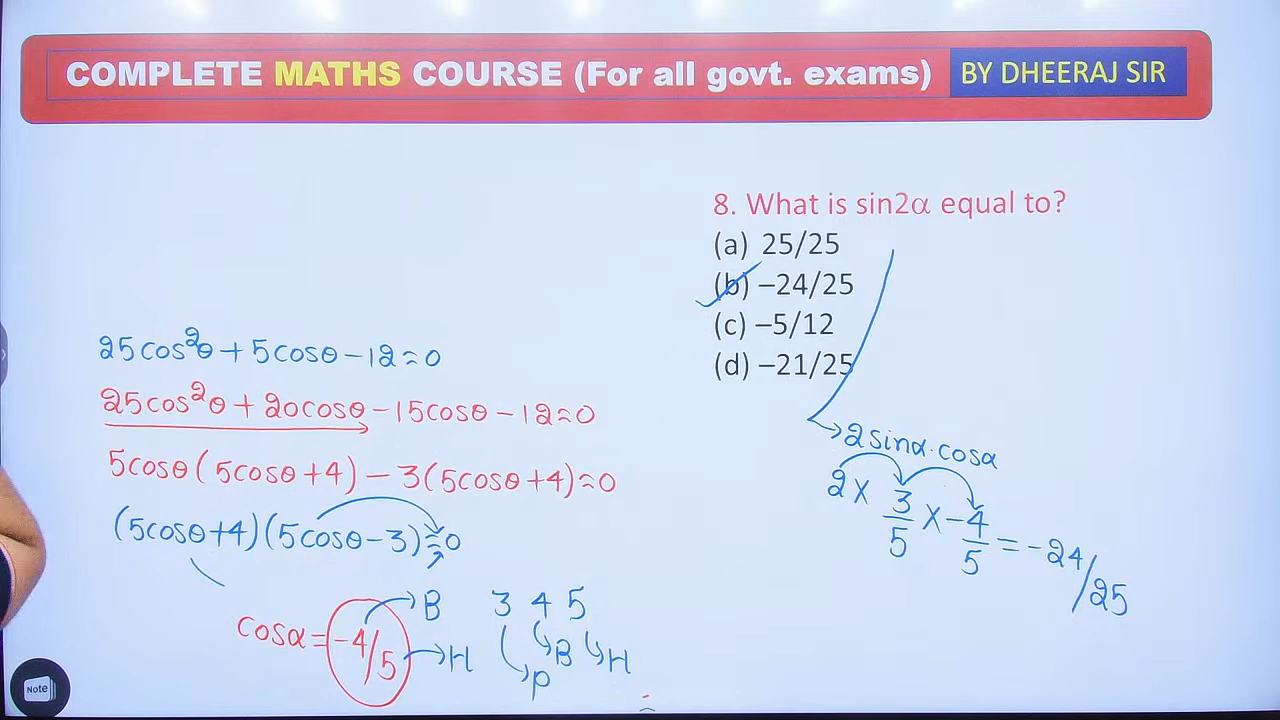 COMPLETE MATHS COURSE (For all govt. exams) BY DHEERAJ SIR
8. What is sin2α equal to?
(a) 25/25
(b) –24/25
(c) –5/12
(d) –21/25
25cos²θ + 5cosθ - 12 = 0
25cos²θ + 20cosθ - 15cosθ - 12 = 0
5cosθ(5cosθ+4) - 3(5cosθ+4) = 0
(5cosθ+4)(5cosθ-3) = 0
cosα = -4/5
B
H
3 4 5
P B H
2sinα·cosα
2 × 3/5 × -4/5 = -24/25
Note